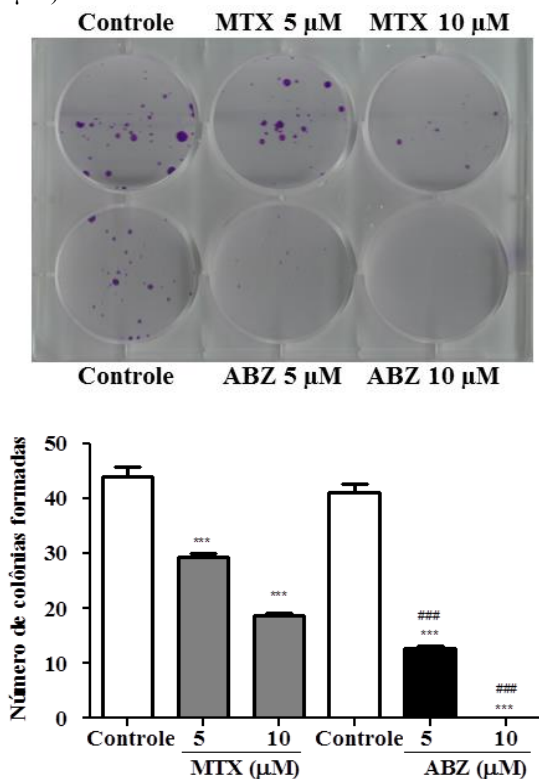 Controle MTX 5 µM MTX 10 µM
Controle ABZ 5 µM ABZ 10 µM
Número de colônias formadas
50
40
30
20
10
0
***
***
###
***
###
***
Controle 5 10 Controle 5 10
MTX (µM) ABZ (µM)